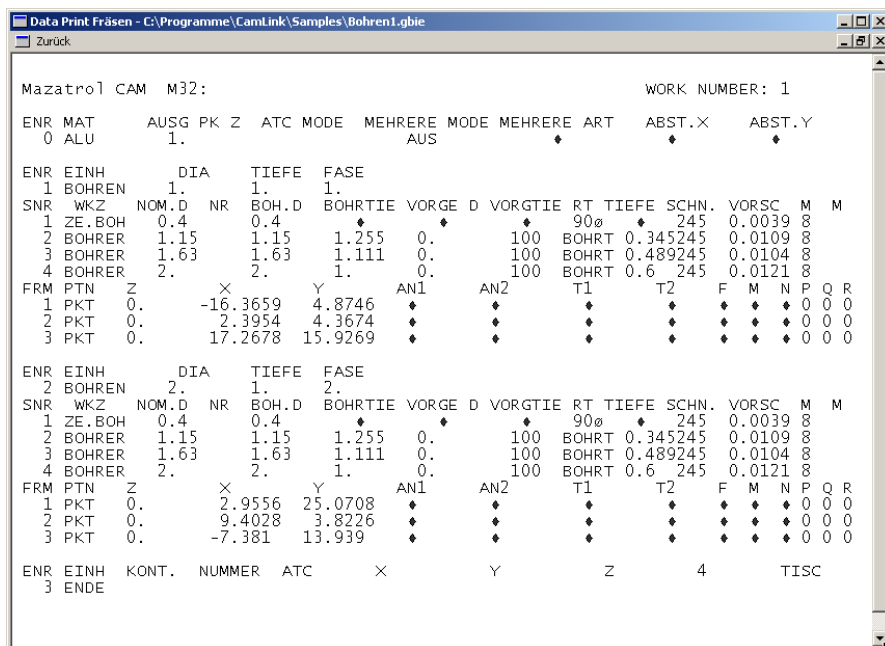 Data Print Fräsen - C:\Programme\CamLink\Samples\Bohren1.gbie
Zurück
Mazatrol CAM M32: WORK NUMBER: 1
ENR MAT AUSG PK Z ATC MODE MEHRERE MODE MEHRERE ART ABST.X ABST.Y
0 ALU 1. AUS ♦ ♦ ♦
ENR EINH DIA TIEFE FASE
1 BOHREN 1. 1. 1.
SNR WKZ NOM.D NR BOH.D BOHRTIE VORGE D VORGTIE RT TIEFE SCHN. VORSC M M
1 ZE.BOH 0.4 0.4 ♦ ♦ ♦ 90ø ♦ 245 0.0039 8
2 BOHRER 1.15 1.15 1.255 0. 100 BOHRT 0.345245 0.0109 8
3 BOHRER 1.63 1.63 1.111 0. 100 BOHRT 0.489245 0.0104 8
4 BOHRER 2. 2. 1. 0. 100 BOHRT 0.6 245 0.0121 8
FRM PTN Z X Y AN1 AN2 T1 T2 F M N P Q R
1 PKT 0. -16.3659 4.8746 ♦ ♦ ♦ ♦ ♦ ♦ ♦ 0 0 0
2 PKT 0. 2.3954 4.3674 ♦ ♦ ♦ ♦ ♦ ♦ ♦ 0 0 0
3 PKT 0. 17.2678 15.9269 ♦ ♦ ♦ ♦ ♦ ♦ ♦ 0 0 0
ENR EINH DIA TIEFE FASE
2 BOHREN 2. 1. 2.
SNR WKZ NOM.D NR BOH.D BOHRTIE VORGE D VORGTIE RT TIEFE SCHN. VORSC M M
1 ZE.BOH 0.4 0.4 ♦ ♦ ♦ 90ø ♦ 245 0.0039 8
2 BOHRER 1.15 1.15 1.255 0. 100 BOHRT 0.345245 0.0109 8
3 BOHRER 1.63 1.63 1.111 0. 100 BOHRT 0.489245 0.0104 8
4 BOHRER 2. 2. 1. 0. 100 BOHRT 0.6 245 0.0121 8
FRM PTN Z X Y AN1 AN2 T1 T2 F M N P Q R
1 PKT 0. 2.9556 25.0708 ♦ ♦ ♦ ♦ ♦ ♦ ♦ 0 0 0
2 PKT 0. 9.4028 3.8226 ♦ ♦ ♦ ♦ ♦ ♦ ♦ 0 0 0
3 PKT 0. -7.381 13.939 ♦ ♦ ♦ ♦ ♦ ♦ ♦ 0 0 0
ENR EINH KONT. NUMMER ATC X Y Z 4 TISC
3 ENDE